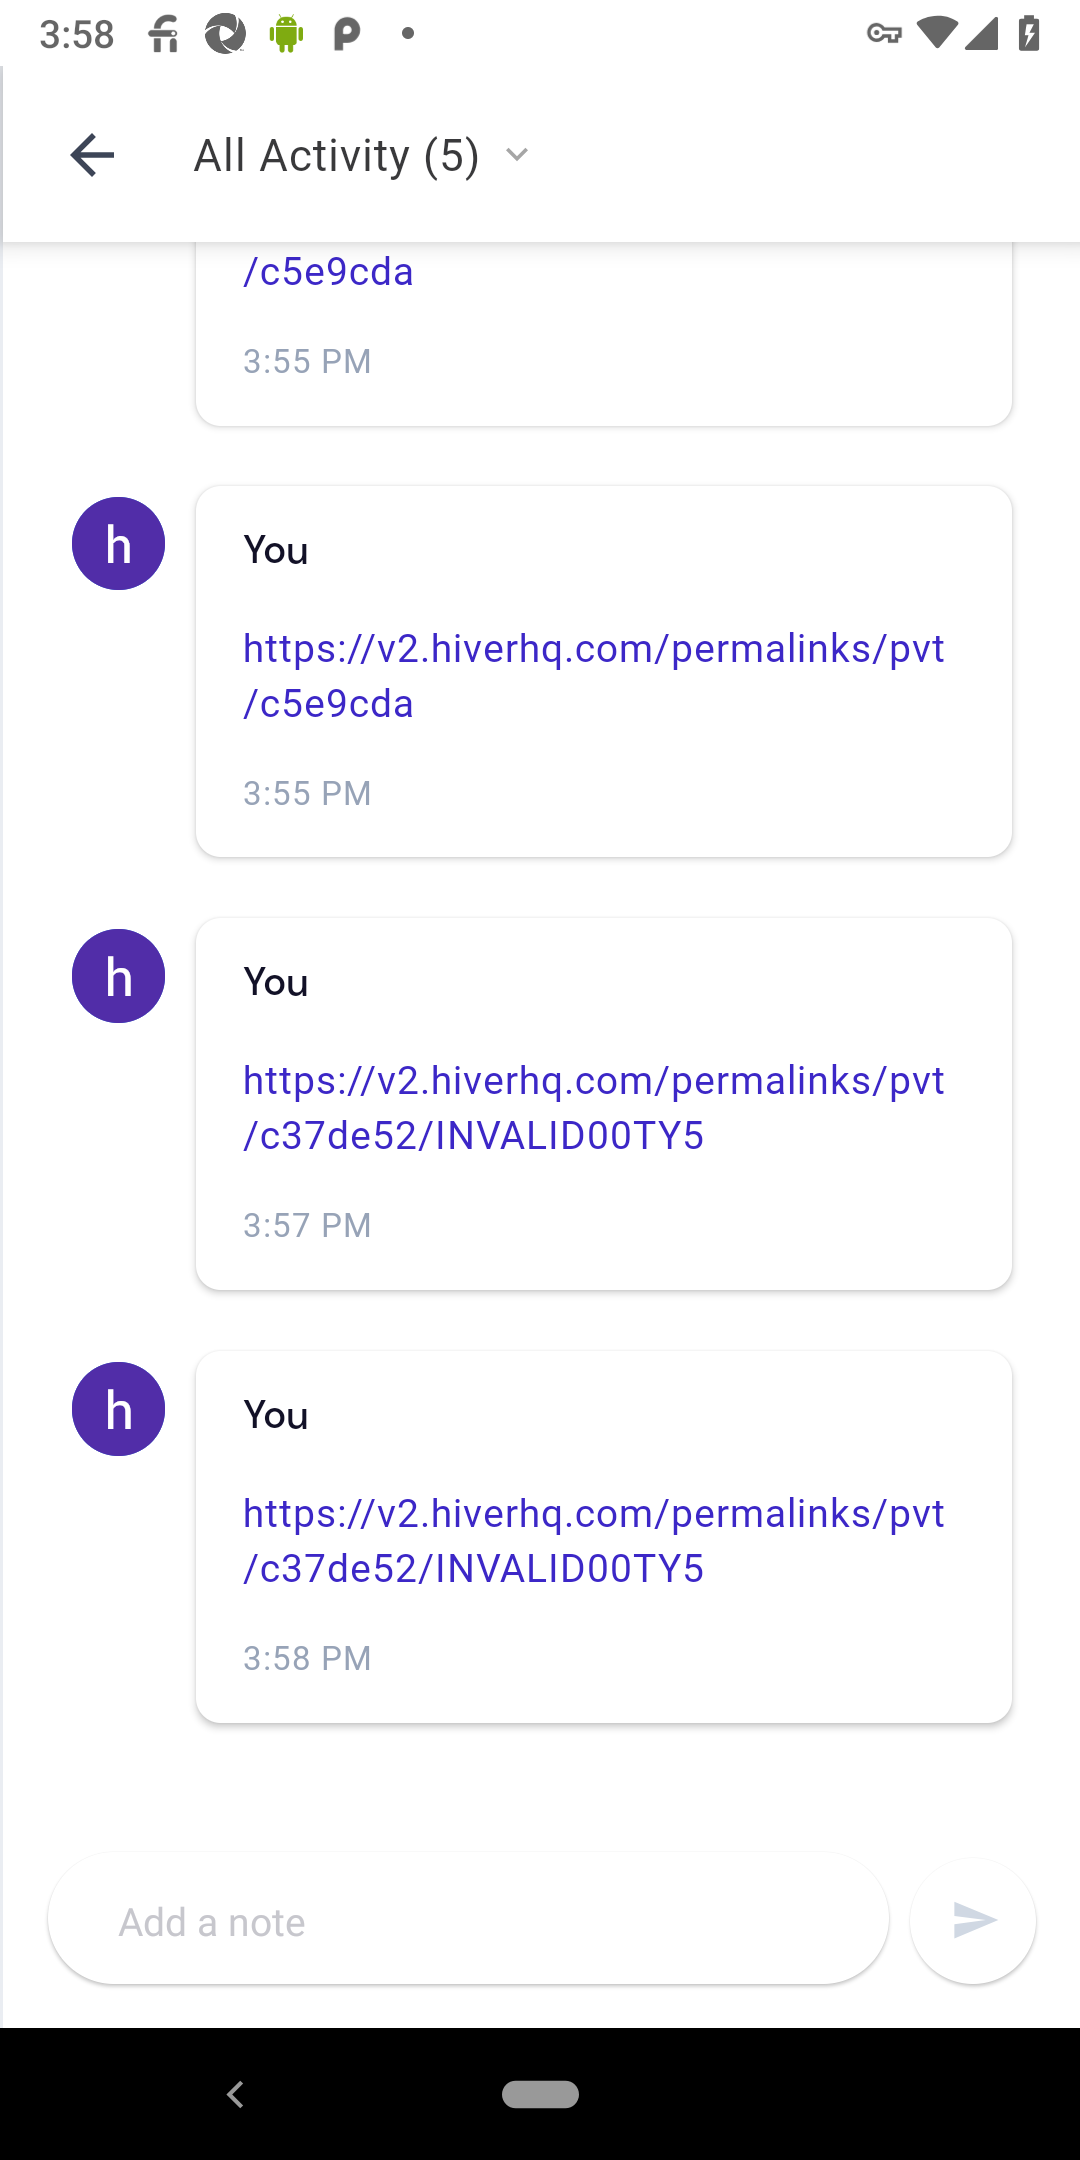 3:58
All Activity (5)
/c5e9cda
3:55 PM
h
You
https://v2.hiverhq.com/permalinks/pvt
/c5e9cda
3:55 PM
h
You
https://v2.hiverhq.com/permalinks/pvt
/c37de52/INVALID00TY5
3:57 PM
h
You
https://v2.hiverhq.com/permalinks/pvt
/c37de52/INVALID00TY5
3:58 PM
Add a note